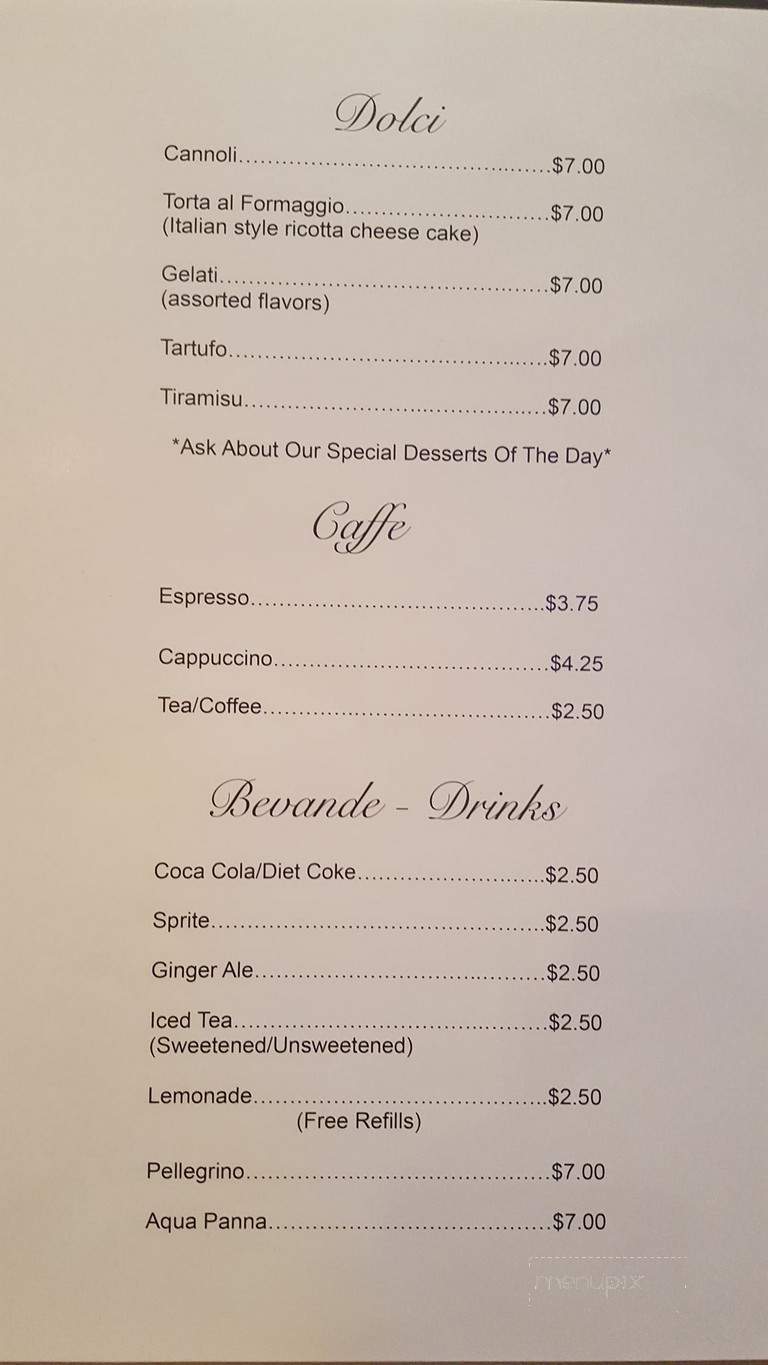 Dolci
Cannoli.............................................$7.00
Torta al Formaggio............................$7.00
(Italian style ricotta cheese cake)
Gelati..............................................$7.00
(assorted flavors)
Tartufo............................................$7.00
Tiramisu..........................................$7.00
*Ask About Our Special Desserts Of The Day*
Caffe
Espresso.........................................$3.75
Cappuccino......................................$4.25
Tea/Coffee........................................$2.50
Bevande - Drinks
Coca Cola/Diet Coke..........................$2.50
Sprite..............................................$2.50
Ginger Ale........................................$2.50
Iced Tea...........................................$2.50
(Sweetened/Unsweetened)
Lemonade.........................................$2.50
(Free Refills)
Pellegrino..........................................$7.00
Aqua Panna.......................................$7.00
menupix